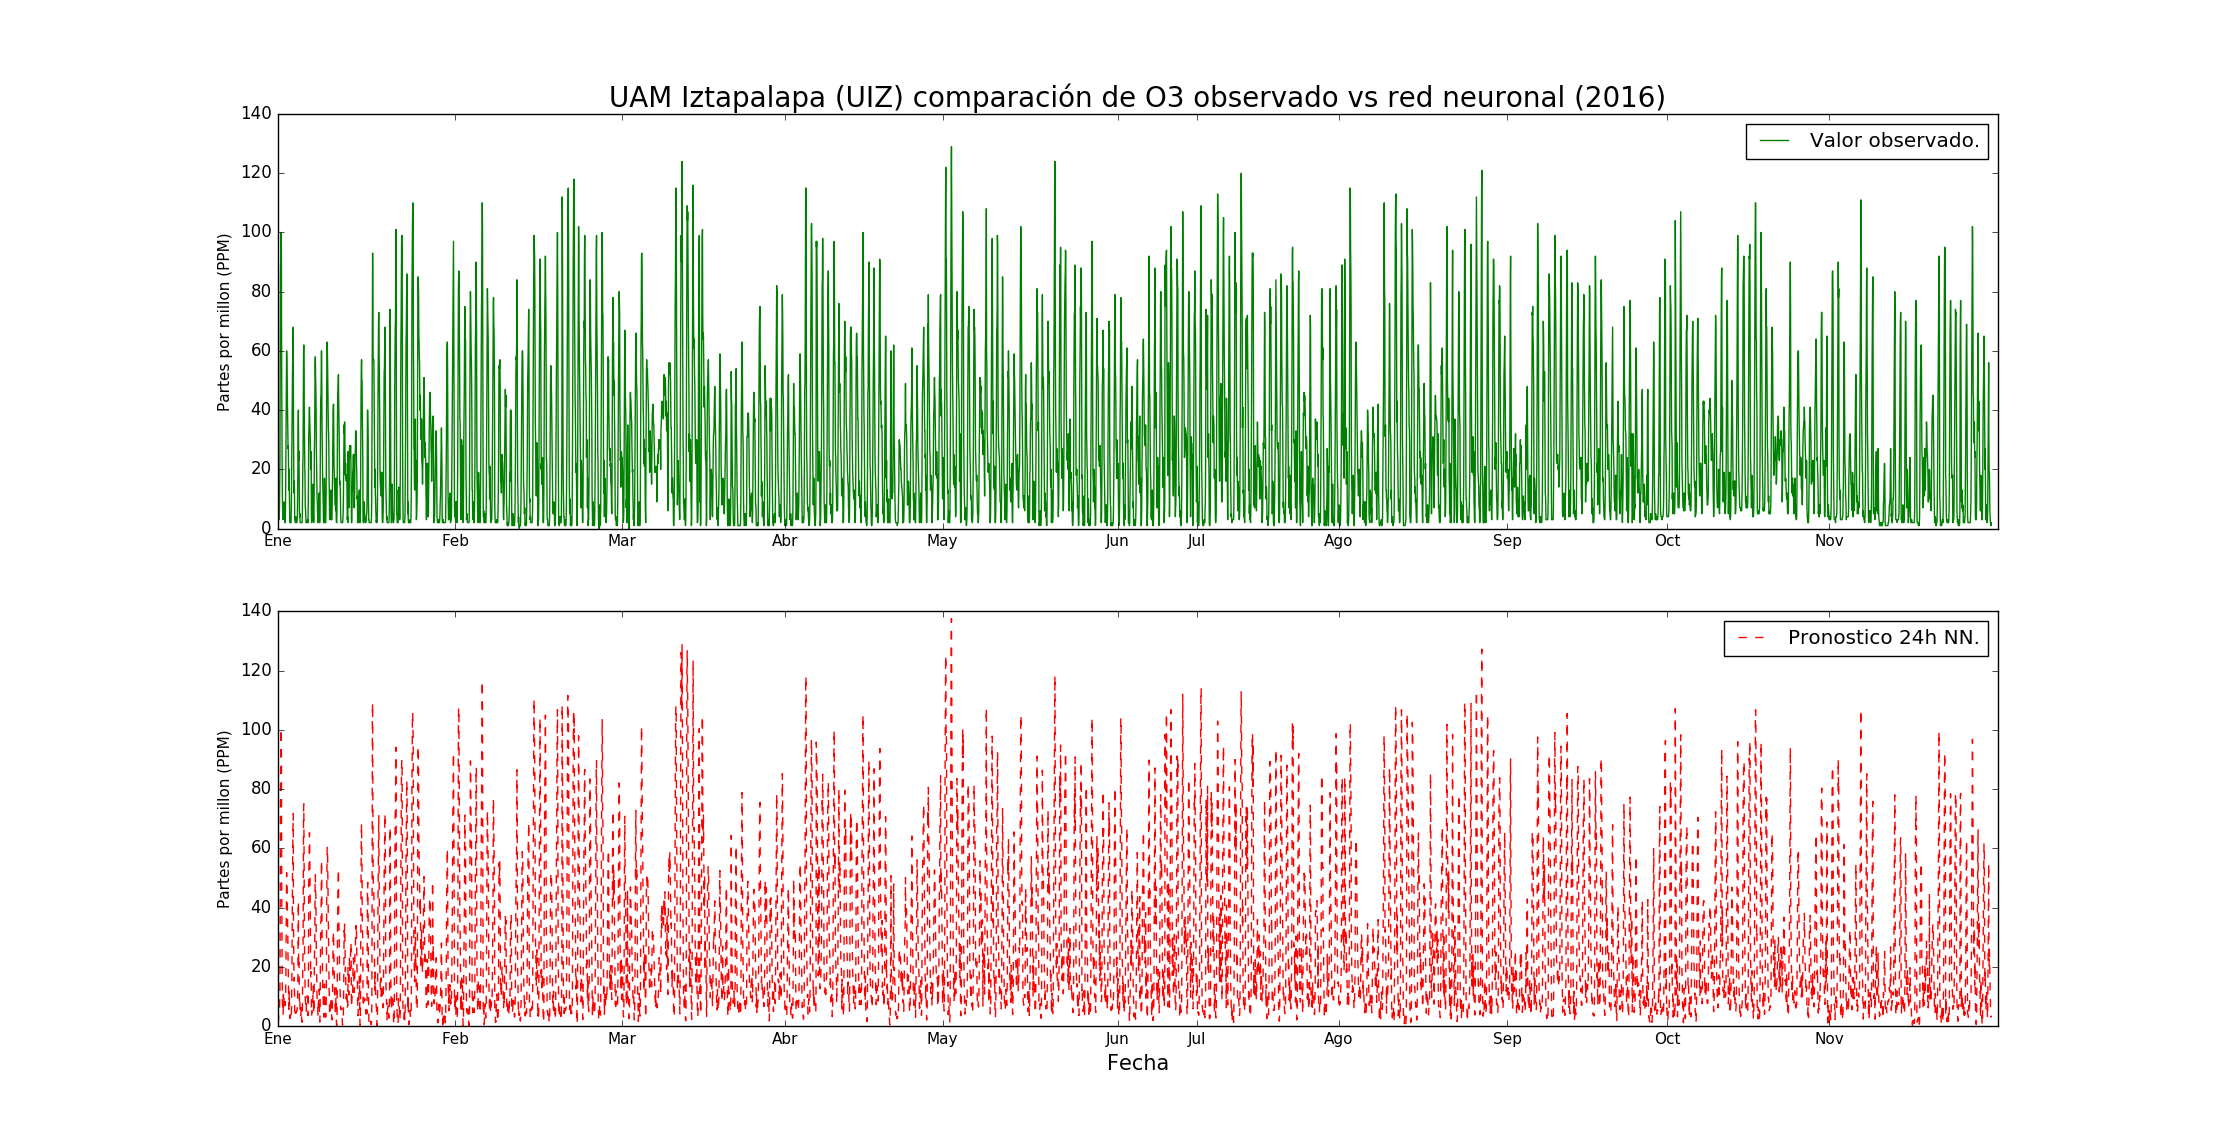 UAM Iztapalapa (UIZ) comparación de O3 observado vs red neuronal (2016)
140
120
100
80
60
40
20
0
Partes por millon (PPM)
Valor observado.
Ene Feb Mar Abr May Jun Jul Ago Sep Oct Nov
140
120
100
80
60
40
20
0
Partes por millon (PPM)
Pronostico 24h NN.
Ene Feb Mar Abr May Jun Jul Ago Sep Oct Nov
Fecha